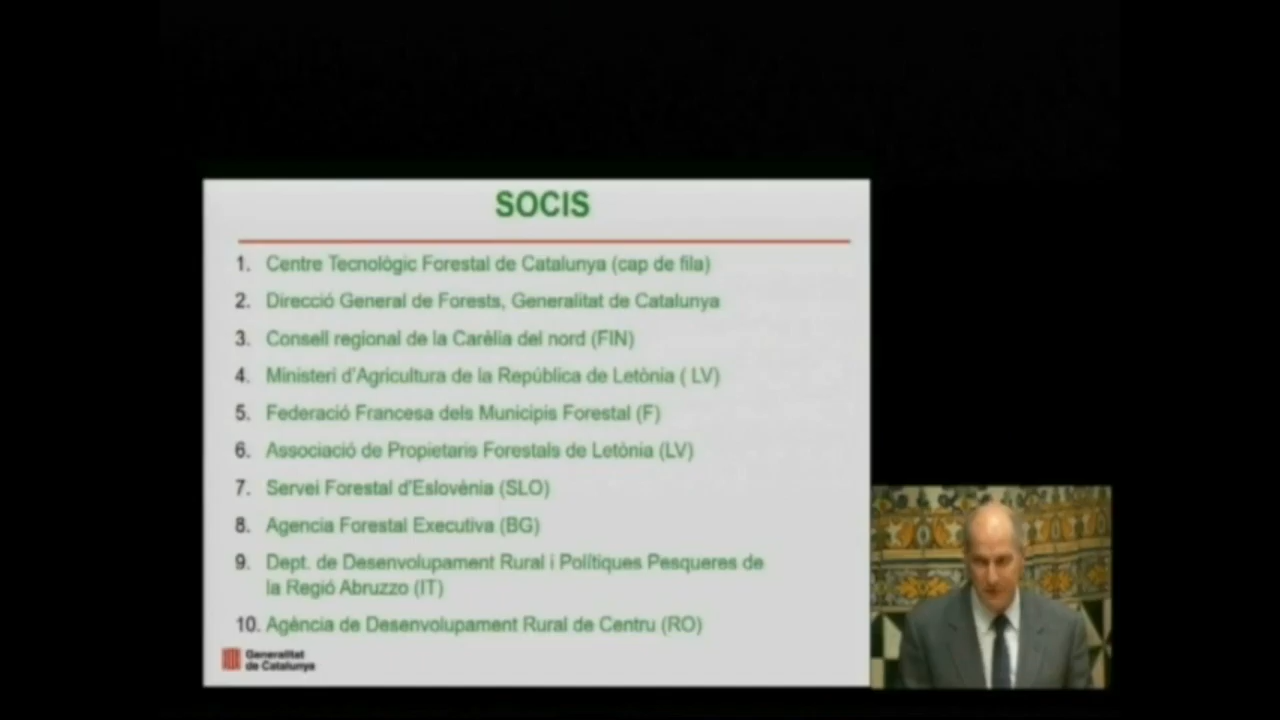 SOCIS
1. Centre Tecnològic Forestal de Catalunya (cap de fila)
2. Direcció General de Forests, Generalitat de Catalunya
3. Consell regional de la Carèlia del nord (FIN)
4. Ministeri d'Agricultura de la República de Letònia ( LV)
5. Federació Francesa dels Municipis Forestal (F)
6. Associació de Propietaris Forestals de Letònia (LV)
7. Servei Forestal d'Eslovènia (SLO)
8. Agencia Forestal Executiva (BG)
9. Dept. de Desenvolupament Rural i Polítiques Pesqueres de
la Regió Abruzzo (IT)
10. Agència de Desenvolupament Rural de Centru (RO)
Generalitat
de Catalunya